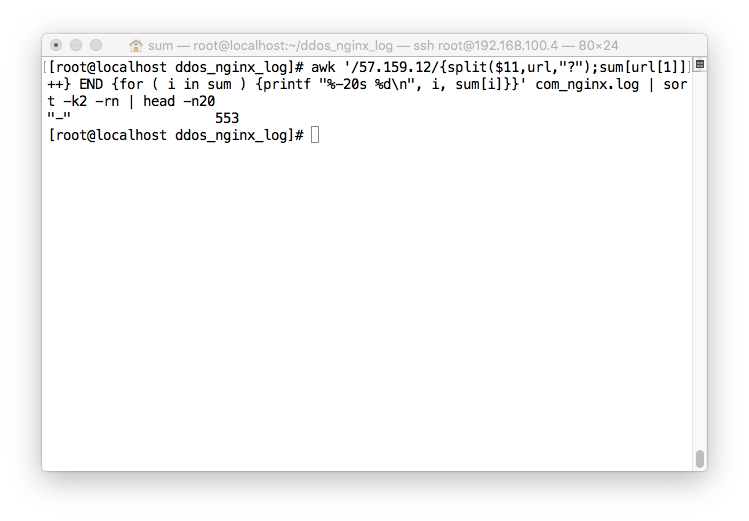 sum — root@localhost:~/ddos_nginx_log — ssh root@192.168.100.4 — 80×24
[[root@localhost ddos_nginx_log]# awk '/57.159.12/{split($11,url,"?");sum[url[1]]]
++} END {for ( i in sum ) {printf "%-20s %d\n", i, sum[i]}}' com_nginx.log | sor
t -k2 -rn | head -n20
"-"                  553
[root@localhost ddos_nginx_log]#